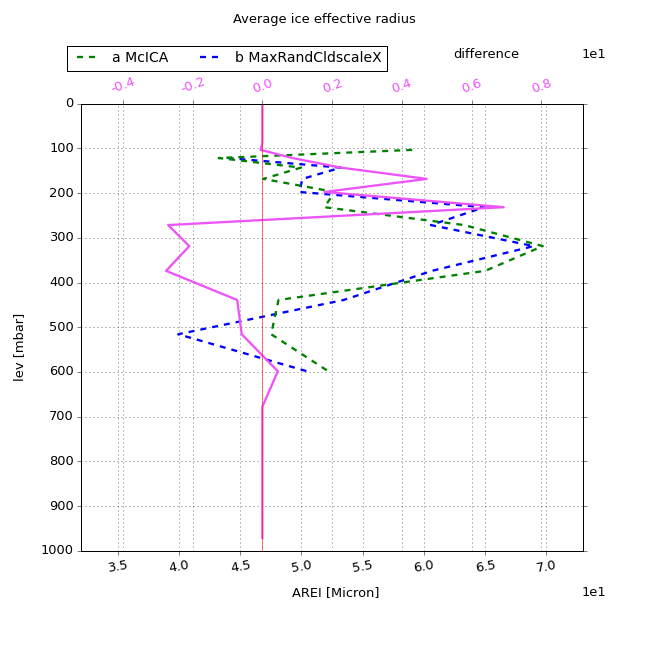 Average ice effective radius
a McICA b MaxRandCldscaleX difference 1e1
-0.4 -0.2 0.0 0.2 0.4 0.6 0.8
0
100
200
300
400
500
600
700
800
900
1000
lev [mbar]
3.5 4.0 4.5 5.0 5.5 6.0 6.5 7.0
AREI [Micron] 1e1